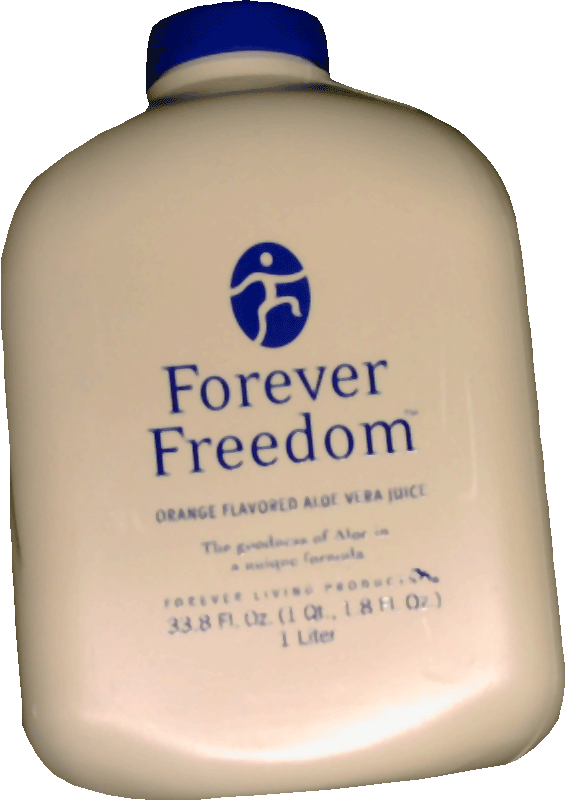 Forever
Freedom™
ORANGE FLAVORED ALOE VERA JUICE
The goodness of Aloe in
a unique formula
FOREVER LIVING PRODUCTS
33.8 Fl. Oz. (1 Qt., 1.8 Fl. Oz.)
1 Liter